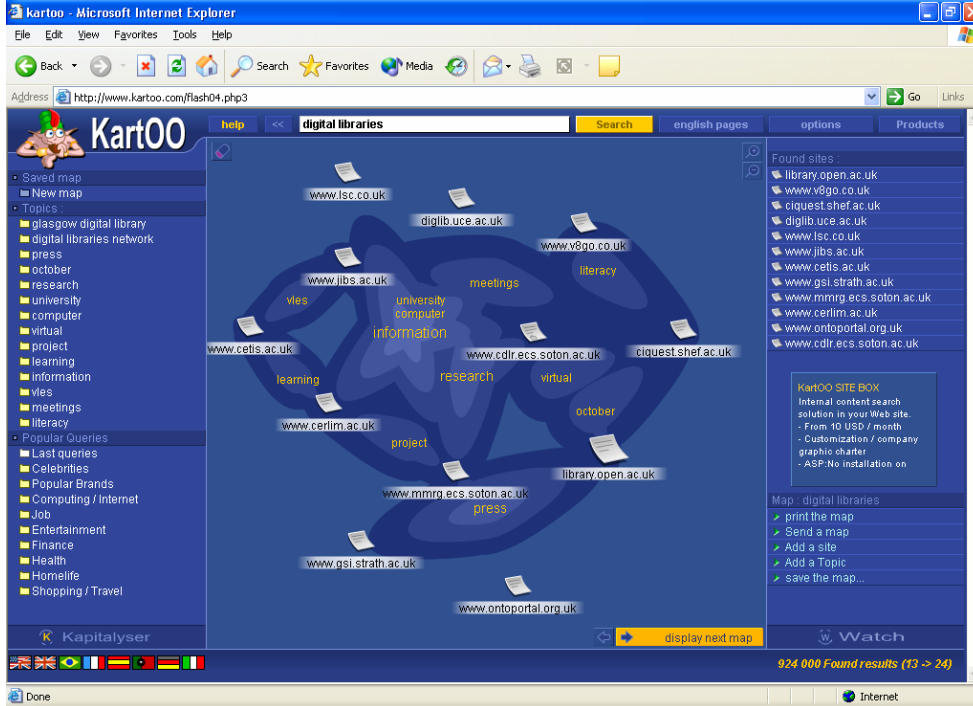 kartoo - Microsoft Internet Explorer
File Edit View Favorites Tools Help
Back Search Favorites Media
Address http://www.kartoo.com/flash04.php3 Go Links
KartOO
help << digital libraries Search english pages options Products
Saved map
New map
Topics :
glasgow digital library
digital libraries network
press
october
research
university
computer
virtual
project
learning
information
vles
meetings
literacy
Popular Queries
Last queries
Celebrities
Popular Brands
Computing / Internet
Job
Entertainment
Finance
Health
Homelife
Shopping / Travel
Kapitalyser
www.lsc.co.uk
diglib.uce.ac.uk
www.v8go.co.uk
literacy
www.jibs.ac.uk
meetings
vles
university
computer
information
www.cetis.ac.uk
www.cdlr.ecs.soton.ac.uk
ciquest.shef.ac.uk
learning
research
virtual
www.cerlim.ac.uk
october
project
library.open.ac.uk
www.mmrg.ecs.soton.ac.uk
press
www.gsi.strath.ac.uk
www.ontoportal.org.uk
display next map
Found sites :
library.open.ac.uk
www.v8go.co.uk
ciquest.shef.ac.uk
diglib.uce.ac.uk
www.lsc.co.uk
www.jibs.ac.uk
www.cetis.ac.uk
www.gsi.strath.ac.uk
www.mmrg.ecs.soton.ac.uk
www.cerlim.ac.uk
www.ontoportal.org.uk
www.cdlr.ecs.soton.ac.uk
KartOO SITE BOX
Internal content search
solution in your Web site.
- From 10 USD / month
- Customization / company
graphic charter
- ASP:No installation on
Map : digital libraries
print the map
Send a map
Add a site
Add a Topic
save the map...
Watch
924 000 Found results (13 -> 24)
Done Internet